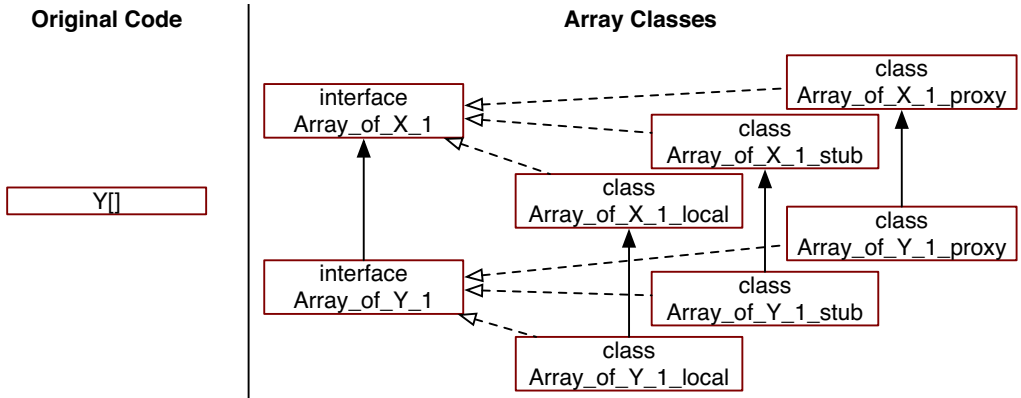 Original Code
Array Classes
Y[]
interface
Array_of_X_1
class
Array_of_X_1_proxy
class
Array_of_X_1_stub
class
Array_of_X_1_local
interface
Array_of_Y_1
class
Array_of_Y_1_proxy
class
Array_of_Y_1_stub
class
Array_of_Y_1_local